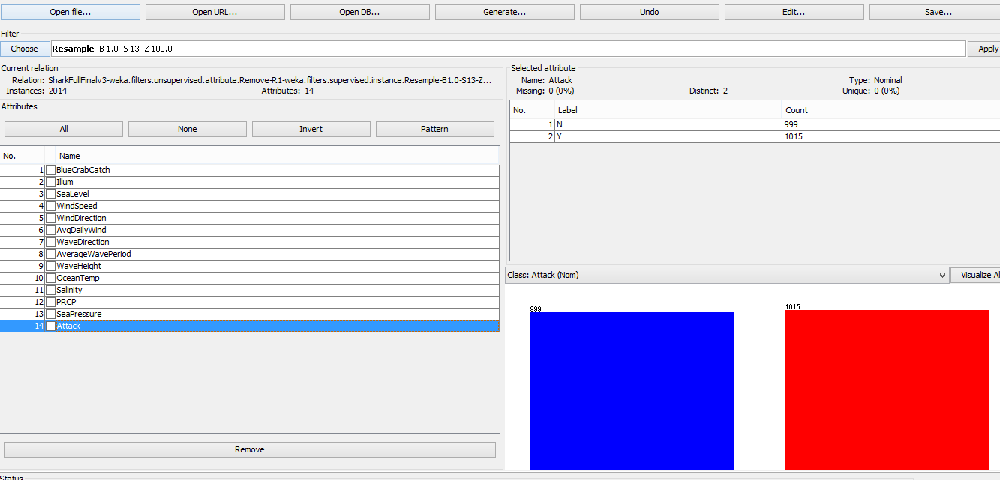 Open file... Open URL... Open DB... Generate... Undo Edit... Save...
Filter
Choose Resample -B 1.0 -S 13 -Z 100.0 Apply
Current relation
Relation: SharkFullFinalv3-weka.filters.unsupervised.attribute.Remove-R1-weka.filters.supervised.instance.Resample-B1.0-S13-Z...
Instances: 2014 Attributes: 14
Attributes
All None Invert Pattern
No. Name
1 BlueCrabCatch
2 Illum
3 SeaLevel
4 WindSpeed
5 WindDirection
6 AvgDailyWind
7 WaveDirection
8 AverageWavePeriod
9 WaveHeight
10 OceanTemp
11 Salinity
12 PRCP
13 SeaPressure
14 Attack
Remove
Status
Selected attribute
Name: Attack Type: Nominal
Missing: 0 (0%) Distinct: 2 Unique: 0 (0%)
No. Label Count
1 N 999
2 Y 1015
Class: Attack (Nom) Visualize Al
999
1015